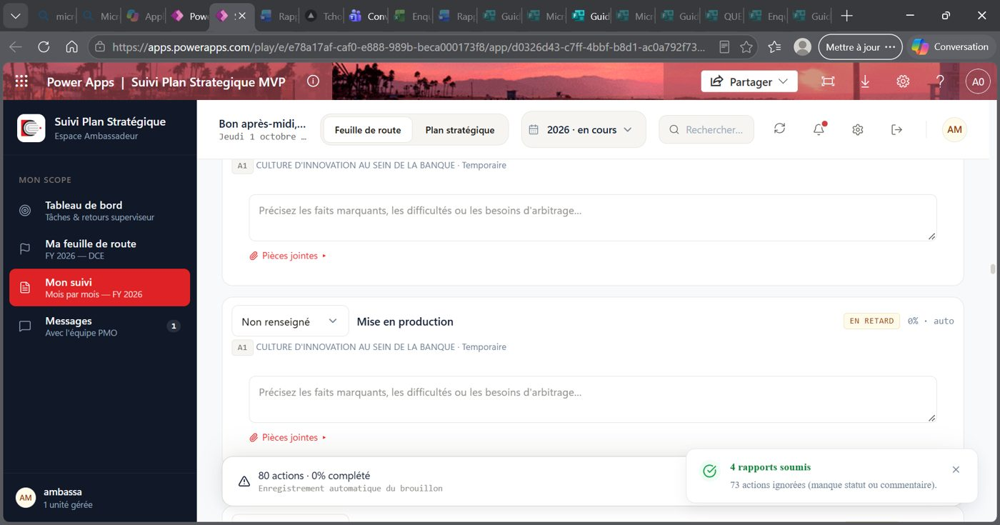 micr
Micr
App
Pow
Rap
Tcho
Con
Enqu
Rap
Guid
Micr
Guid
Micr
Guid
QUE
Enq
Guid
https://apps.powerapps.com/play/e/e78a17af-caf0-e888-989b-beca000173f8/app/d0326d43-c7ff-4bbf-b8d1-ac0a792f73...
Mettre à jour ···
Conversation
Power Apps | Suivi Plan Strategique MVP
Partager
A0
Suivi Plan Stratégique
Espace Ambassadeur
Bon après-midi,...
Jeudi 1 octobre …
Feuille de route
Plan stratégique
2026 · en cours
Rechercher...
AM
MON SCOPE
Tableau de bord
Tâches & retours superviseur
Ma feuille de route
FY 2026 — DCE
Mon suivi
Mois par mois — FY 2026
Messages
Avec l'équipe PMO
1
AM
ambassa
1 unité gérée
A1 CULTURE D'INNOVATION AU SEIN DE LA BANQUE · Temporaire
Précisez les faits marquants, les difficultés ou les besoins d'arbitrage...
Pièces jointes
Non renseigné
Mise en production
EN RETARD
0% · auto
A1 CULTURE D'INNOVATION AU SEIN DE LA BANQUE · Temporaire
Précisez les faits marquants, les difficultés ou les besoins d'arbitrage...
Pièces jointes
80 actions · 0% complété
Enregistrement automatique du brouillon
4 rapports soumis
73 actions ignorées (manque statut ou commentaire).